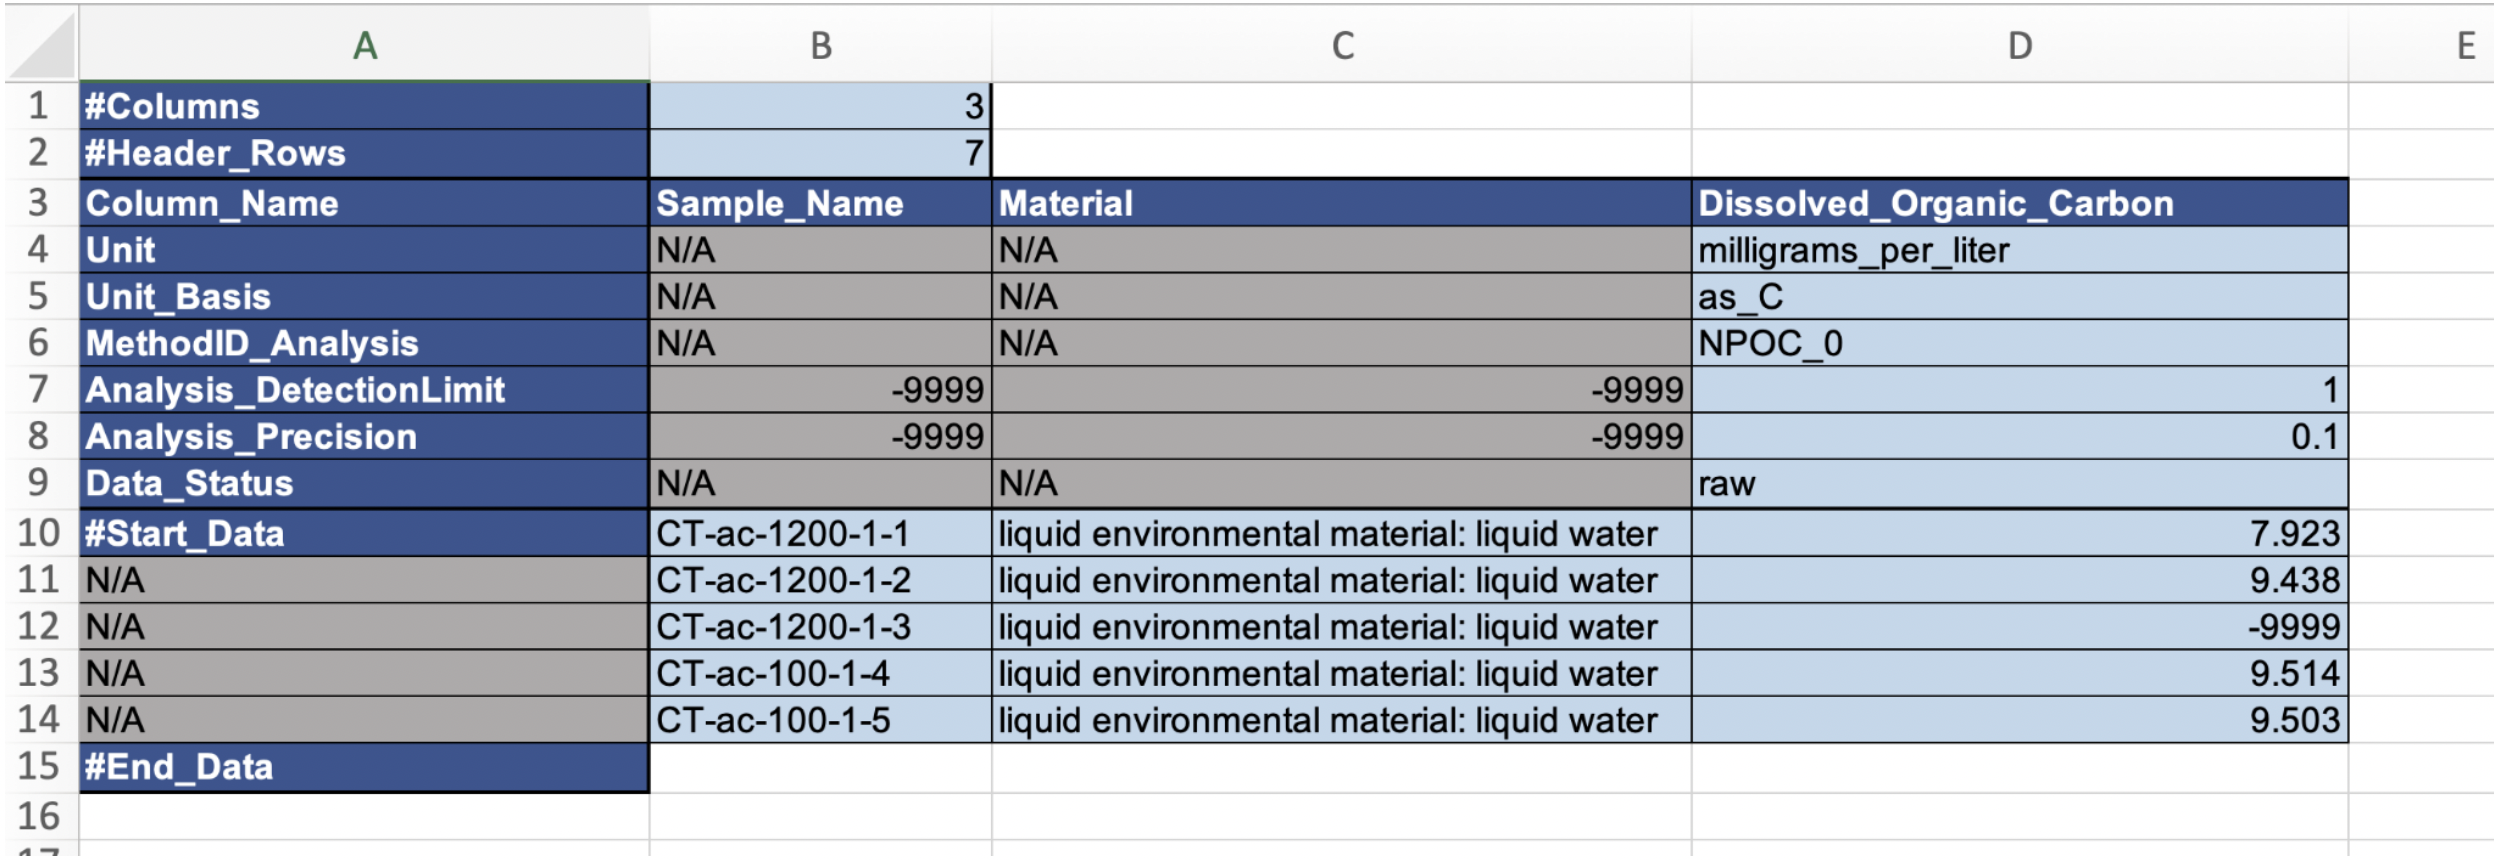 A B C D E
1 #Columns 3
2 #Header_Rows 7
3 Column_Name Sample_Name Material Dissolved_Organic_Carbon
4 Unit N/A N/A milligrams_per_liter
5 Unit_Basis N/A N/A as_C
6 MethodID_Analysis N/A N/A NPOC_0
7 Analysis_DetectionLimit -9999 -9999 1
8 Analysis_Precision -9999 -9999 0.1
9 Data_Status N/A N/A raw
10 #Start_Data CT-ac-1200-1-1 liquid environmental material: liquid water 7.923
11 N/A CT-ac-1200-1-2 liquid environmental material: liquid water 9.438
12 N/A CT-ac-1200-1-3 liquid environmental material: liquid water -9999
13 N/A CT-ac-100-1-4 liquid environmental material: liquid water 9.514
14 N/A CT-ac-100-1-5 liquid environmental material: liquid water 9.503
15 #End_Data
16
17